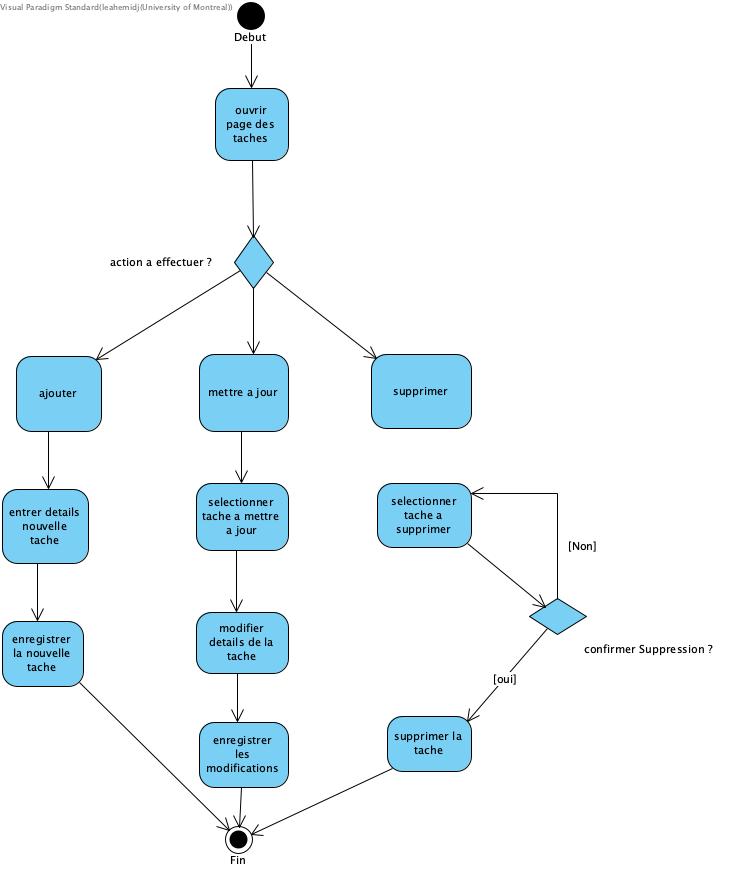 Visual Paradigm Standard(leahemidj(University of Montreal))
Debut
ouvrir
page des
taches
action a effectuer ?
ajouter
mettre a jour
supprimer
entrer details
nouvelle
tache
selectionner
tache a mettre
a jour
selectionner
tache a
supprimer
[Non]
enregistrer
la nouvelle
tache
modifier
details de la
tache
confirmer Suppression ?
[oui]
enregistrer
les
modifications
supprimer la
tache
Fin